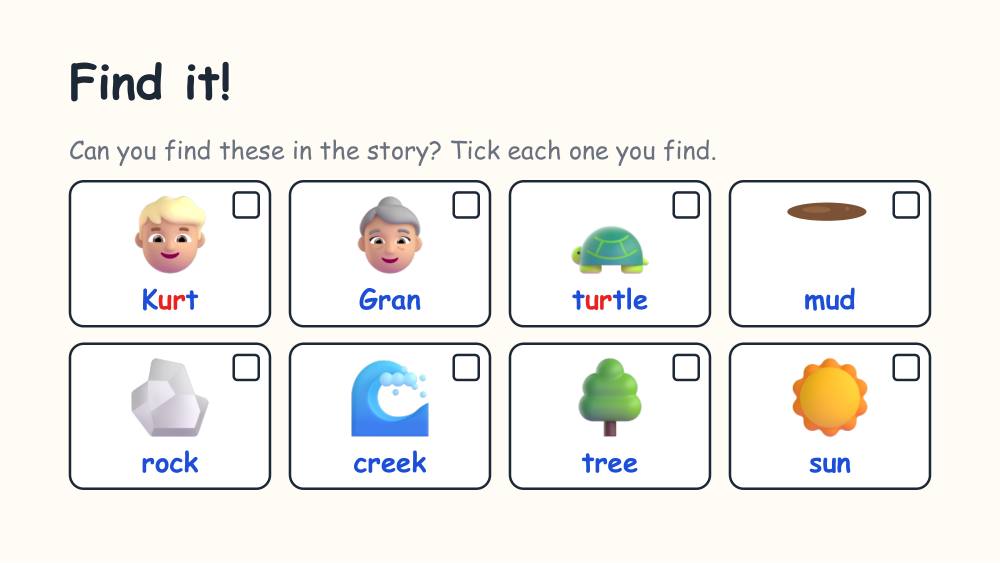 Find it!
Can you find these in the story? Tick each one you find.
Kurt
Gran
turtle
mud
rock
creek
tree
sun